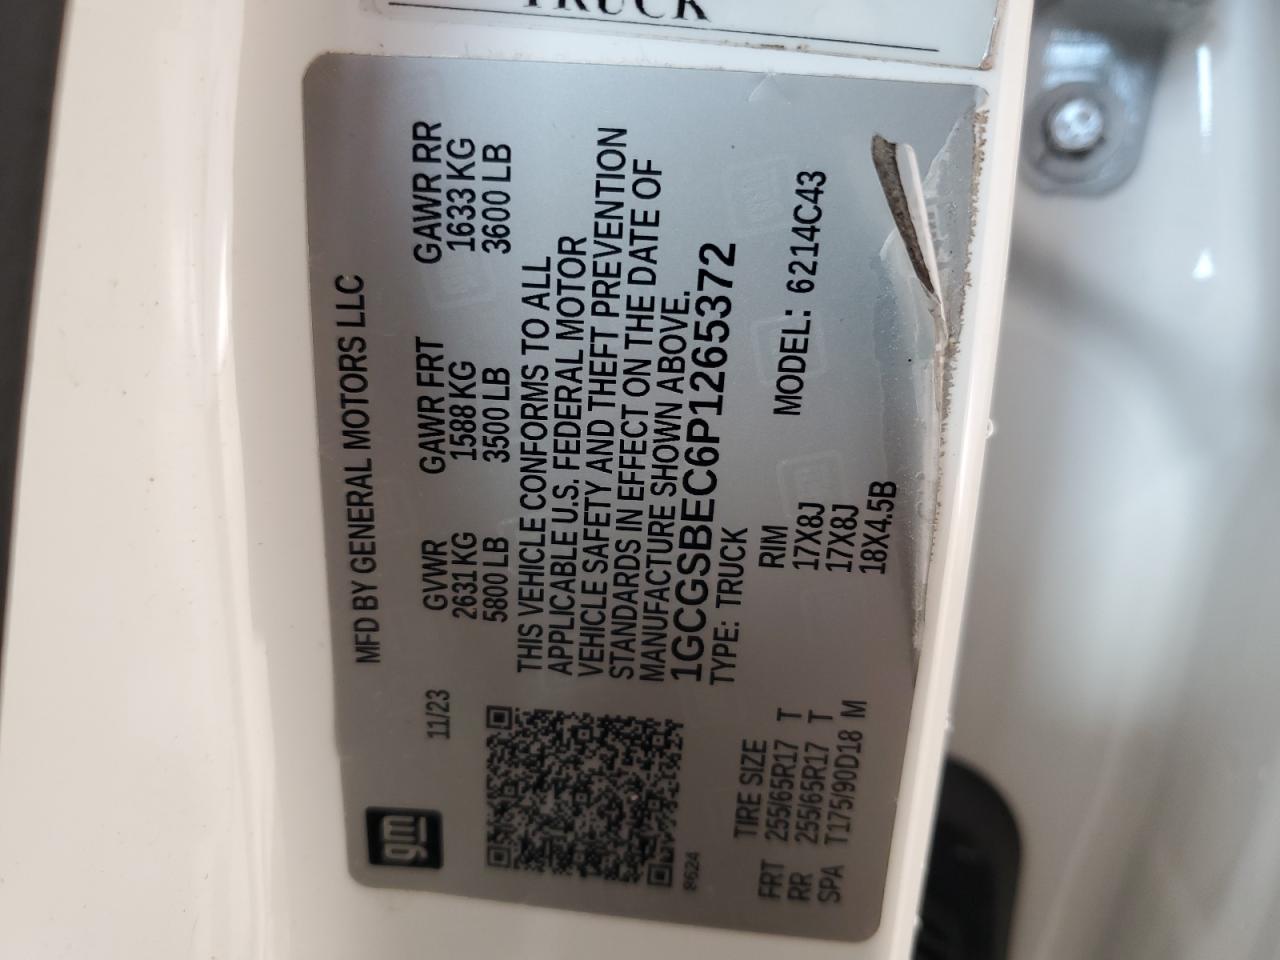 TRUCK
MFD BY GENERAL MOTORS LLC
gm
11/23
GVWR GAWR FRT GAWR RR
2631 KG 1588 KG 1633 KG
5800 LB 3500 LB 3600 LB
THIS VEHICLE CONFORMS TO ALL
APPLICABLE U.S. FEDERAL MOTOR
VEHICLE SAFETY AND THEFT PREVENTION
STANDARDS IN EFFECT ON THE DATE OF
MANUFACTURE SHOWN ABOVE.
1GCGSBEC6P1265372
TYPE: TRUCK
8624
MODEL: 6214C43
TIRE SIZE RIM
FRT 255/65R17 T 17X8J
RR 255/65R17 T 17X8J
SPA T175/90D18 M 18X4.5B